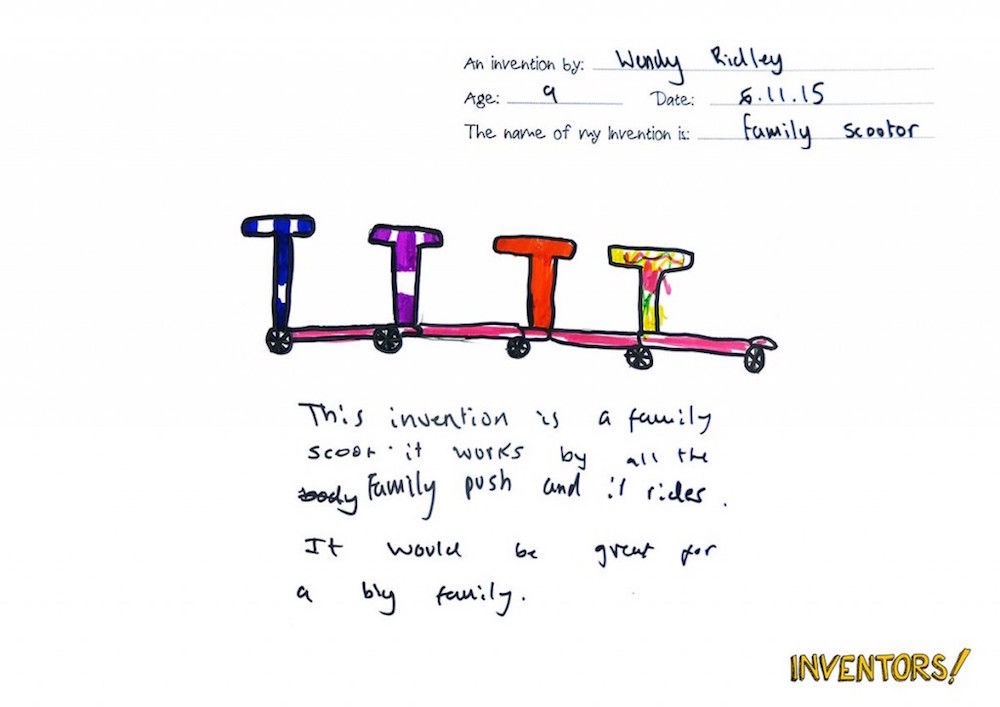 An invention by: Wendy Ridley
Age: 9 Date: 5.11.15
The name of my Invention is: family scootor
This invention is a family
scoot. it works by all the
body Family push and it rides.
It would be great for
a big family.
INVENTORS!